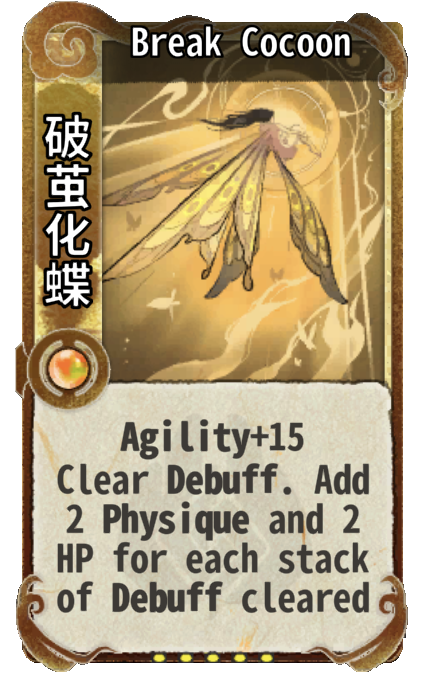 Break Cocoon
破茧化蝶
Agility+15
Clear Debuff. Add
2 Physique and 2
HP for each stack
of Debuff cleared